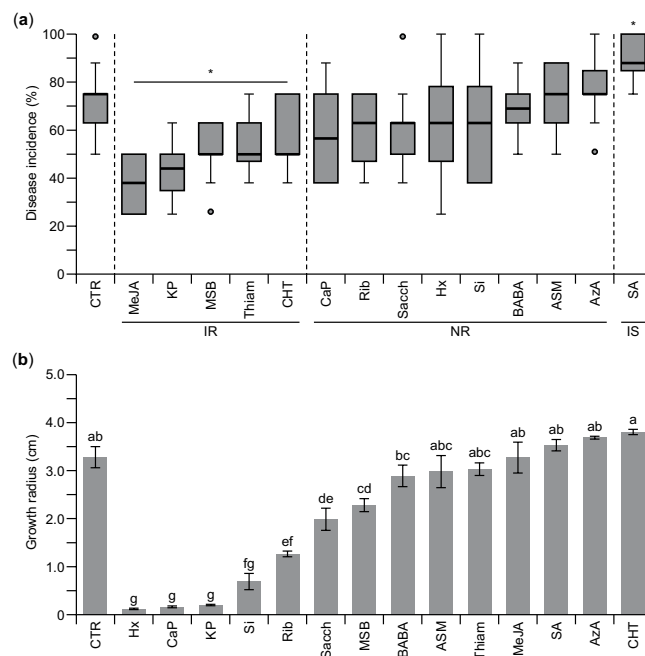 (a)
*
*
100
80
60
40
20
0
Disease incidence (%)
CTR MeJA KP MSB Thiam CHT CaP Rib Sacch Hx Si BABA ASM AzA SA
IR NR IS
(b)
5.0
4.0
3.0
2.0
1.0
0
Growth radius (cm)
ab g g g fg ef de cd bc abc abc ab ab ab a
CTR Hx CaP KP Si Rib Sacch MSB BABA ASM Thiam MeJA SA AzA CHT